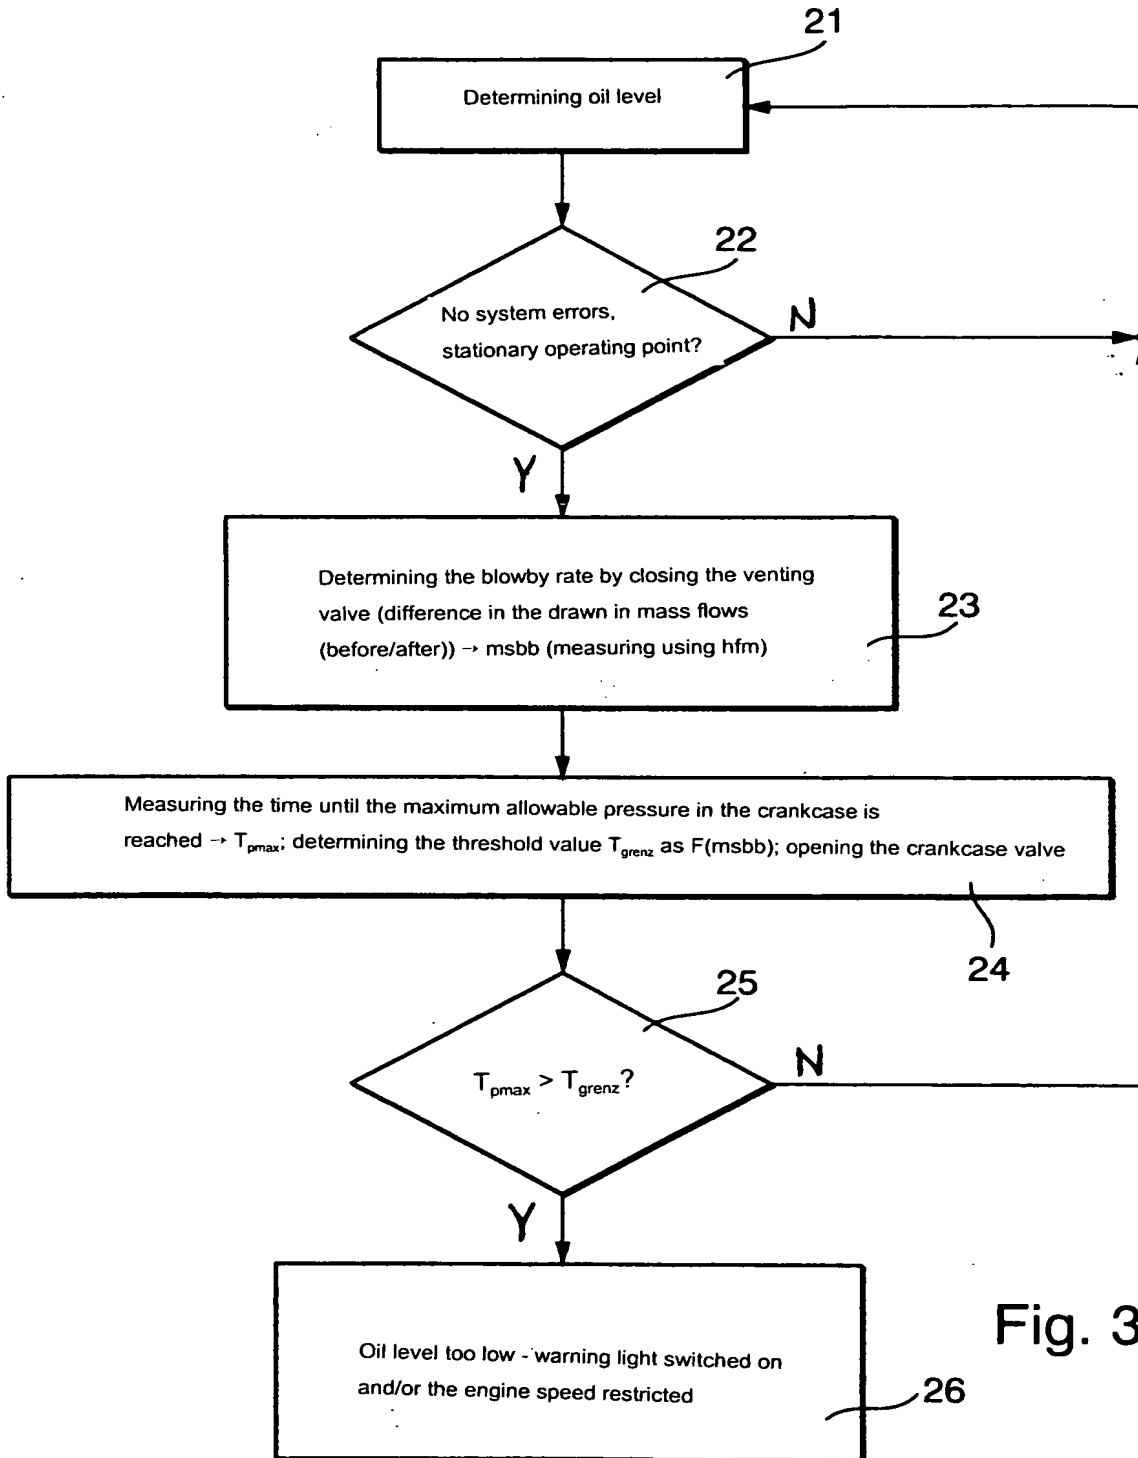 21
Determining oil level
22
No system errors,
stationary operating point?
N
Y
Determining the blowby rate by closing the venting
valve (difference in the drawn in mass flows
(before/after)) → msbb (measuring using hfm)
23
Measuring the time until the maximum allowable pressure in the crankcase is
reached → Tpmax; determining the threshold value Tgrenz as F(msbb); opening the crankcase valve
24
25
Tpmax > Tgrenz?
N
Y
Oil level too low - warning light switched on
and/or the engine speed restricted
26
Fig. 3